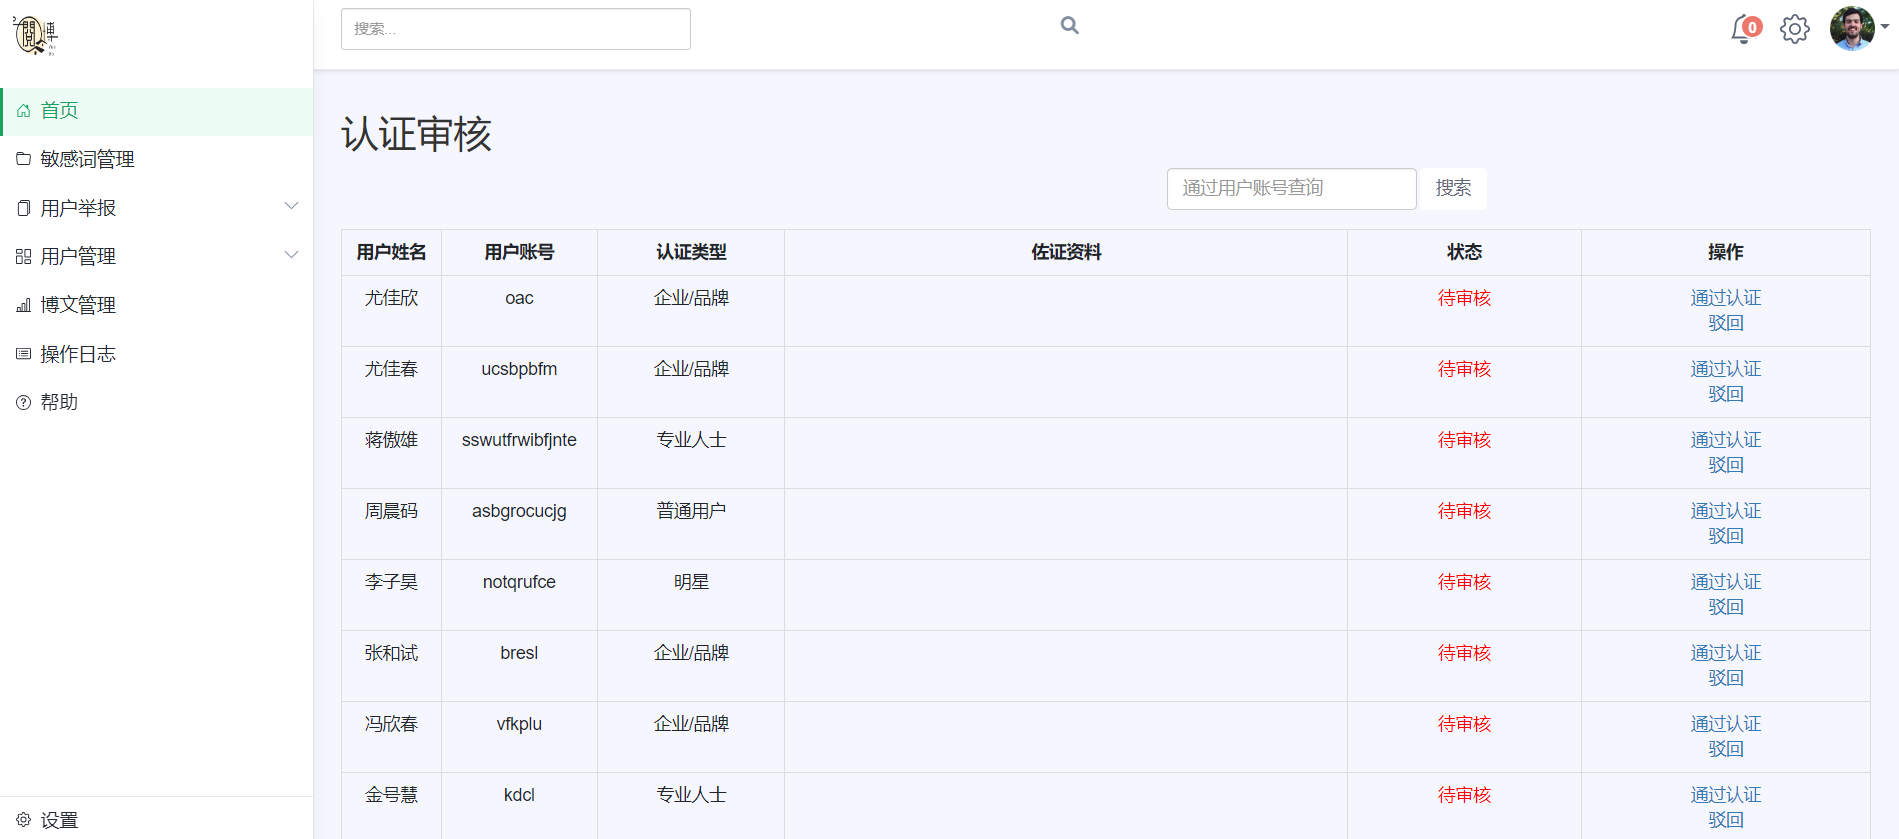 搜索...
0
首页
敏感词管理
用户举报
用户管理
博文管理
操作日志
帮助
设置
认证审核
通过用户账号查询 搜索
用户姓名 用户账号 认证类型 佐证资料 状态 操作
尤佳欣 oac 企业/品牌 待审核 通过认证
驳回
尤佳春 ucsbpbfm 企业/品牌 待审核 通过认证
驳回
蒋傲雄 sswutfrwibfjnte 专业人士 待审核 通过认证
驳回
周晨码 asbgrocucjg 普通用户 待审核 通过认证
驳回
李子昊 notqrufce 明星 待审核 通过认证
驳回
张和试 bresl 企业/品牌 待审核 通过认证
驳回
冯欣春 vfkplu 企业/品牌 待审核 通过认证
驳回
金号慧 kdcl 专业人士 待审核 通过认证
驳回